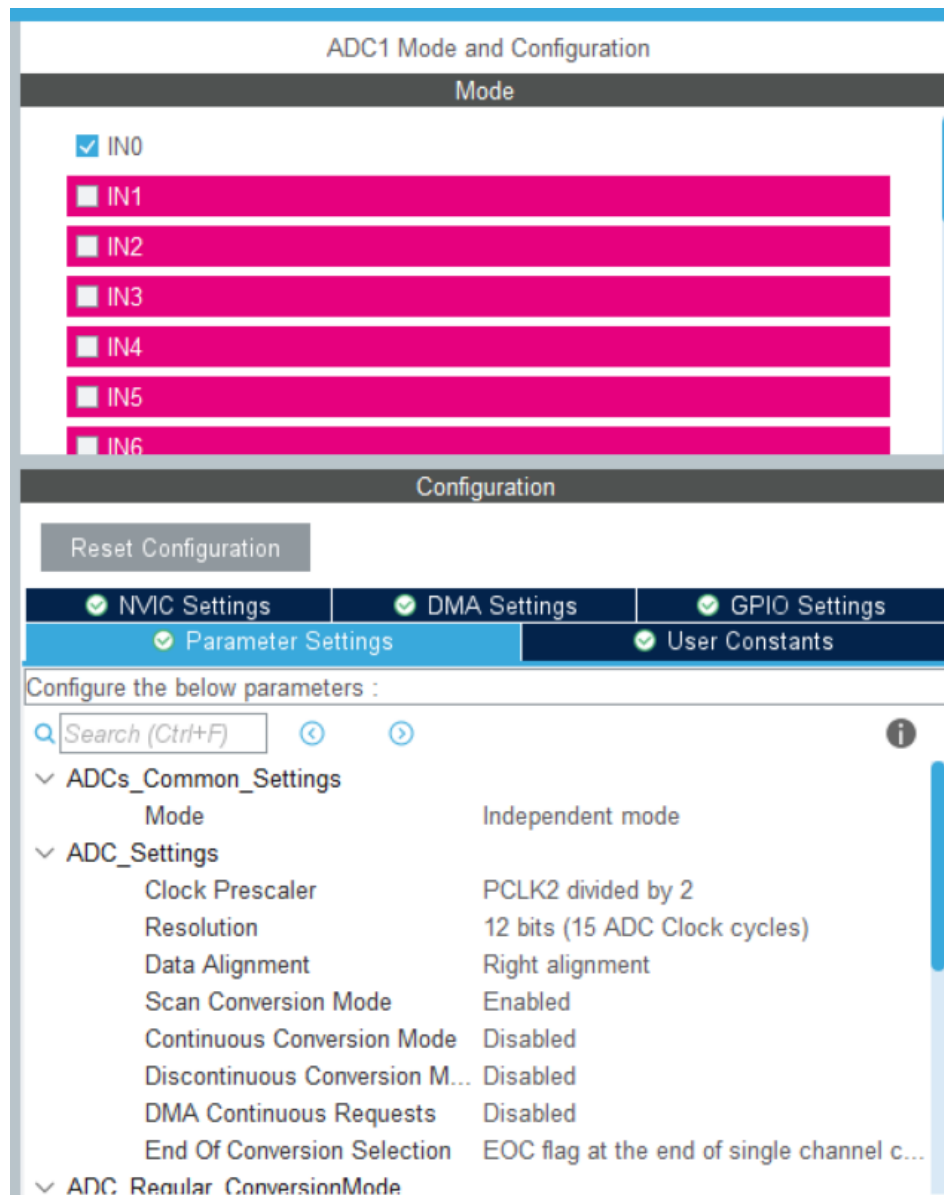 ADC1 Mode and Configuration
Mode
IN0
IN1
IN2
IN3
IN4
IN5
IN6
Configuration
Reset Configuration
NVIC Settings DMA Settings GPIO Settings
Parameter Settings User Constants
Configure the below parameters :
Search (Ctrl+F)
ADCs_Common_Settings
Mode Independent mode
ADC_Settings
Clock Prescaler PCLK2 divided by 2
Resolution 12 bits (15 ADC Clock cycles)
Data Alignment Right alignment
Scan Conversion Mode Enabled
Continuous Conversion Mode Disabled
Discontinuous Conversion M... Disabled
DMA Continuous Requests Disabled
End Of Conversion Selection EOC flag at the end of single channel c...
ADC_Regular_ConversionMode